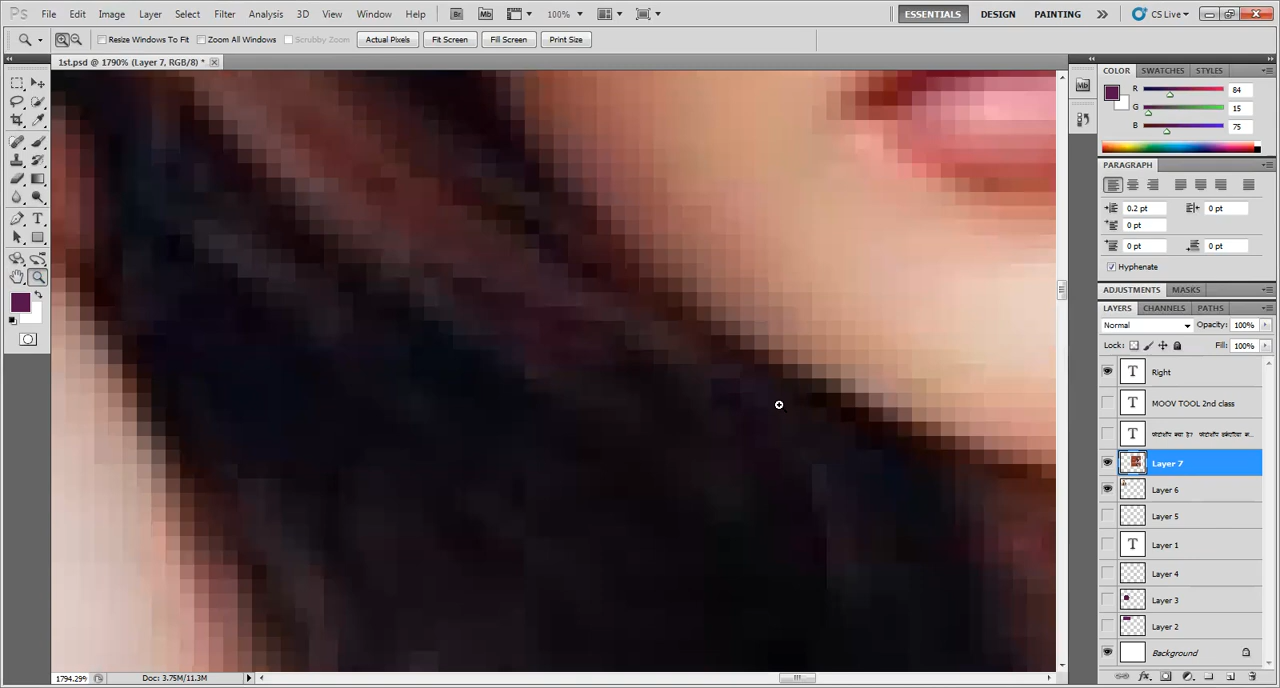 Ps File Edit Image Layer Select Filter Analysis 3D View Window Help Br Mb 100% ESSENTIALS DESIGN PAINTING CS Live
Resize Windows To Fit Zoom All Windows Scrubby Zoom Actual Pixels Fit Screen Fill Screen Print Size
1st.psd @ 1790% (Layer 7, RGB/8) *
COLOR SWATCHES STYLES
R 84
G 15
B 75
PARAGRAPH
0.2 pt 0 pt
0 pt
0 pt 0 pt
Hyphenate
ADJUSTMENTS MASKS
LAYERS CHANNELS PATHS
Normal Opacity: 100%
Lock: Fill: 100%
T Right
T MOOV TOOL 2nd class
T फोटोशॉप क्या है?
Layer 7
Layer 6
Layer 5
T Layer 1
Layer 4
Layer 3
Layer 2
Background
1794.29% Doc: 3.75M/11.3M